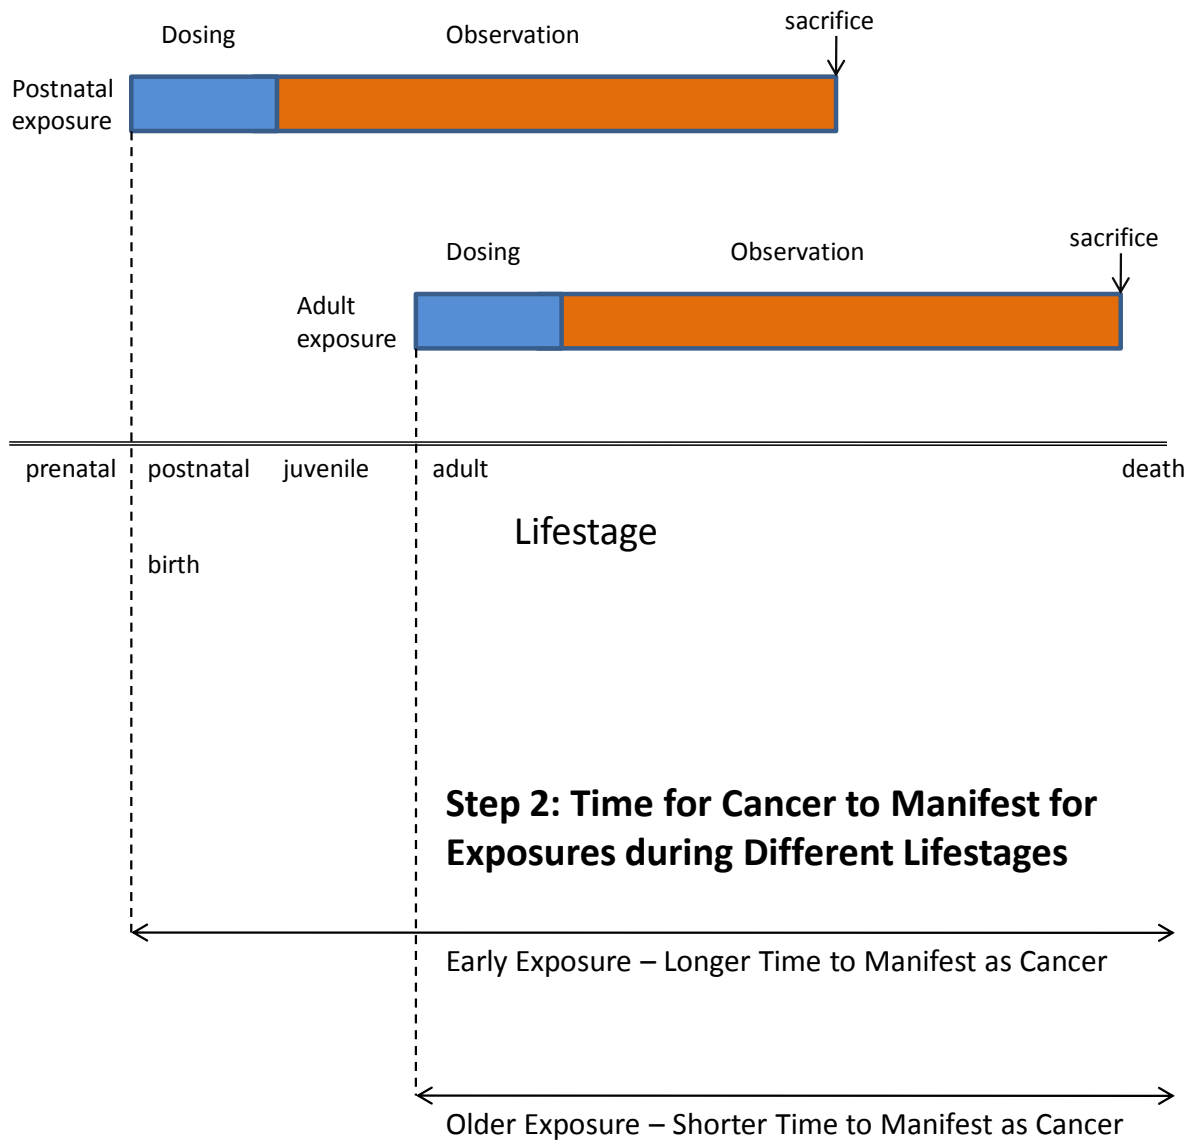 sacrifice
Dosing
Observation
Postnatal
exposure
sacrifice
Dosing
Observation
Adult
exposure
prenatal
postnatal
juvenile
adult
death
Lifestage
birth
Step 2: Time for Cancer to Manifest for
Exposures during Different Lifestages
Early Exposure – Longer Time to Manifest as Cancer
Older Exposure – Shorter Time to Manifest as Cancer